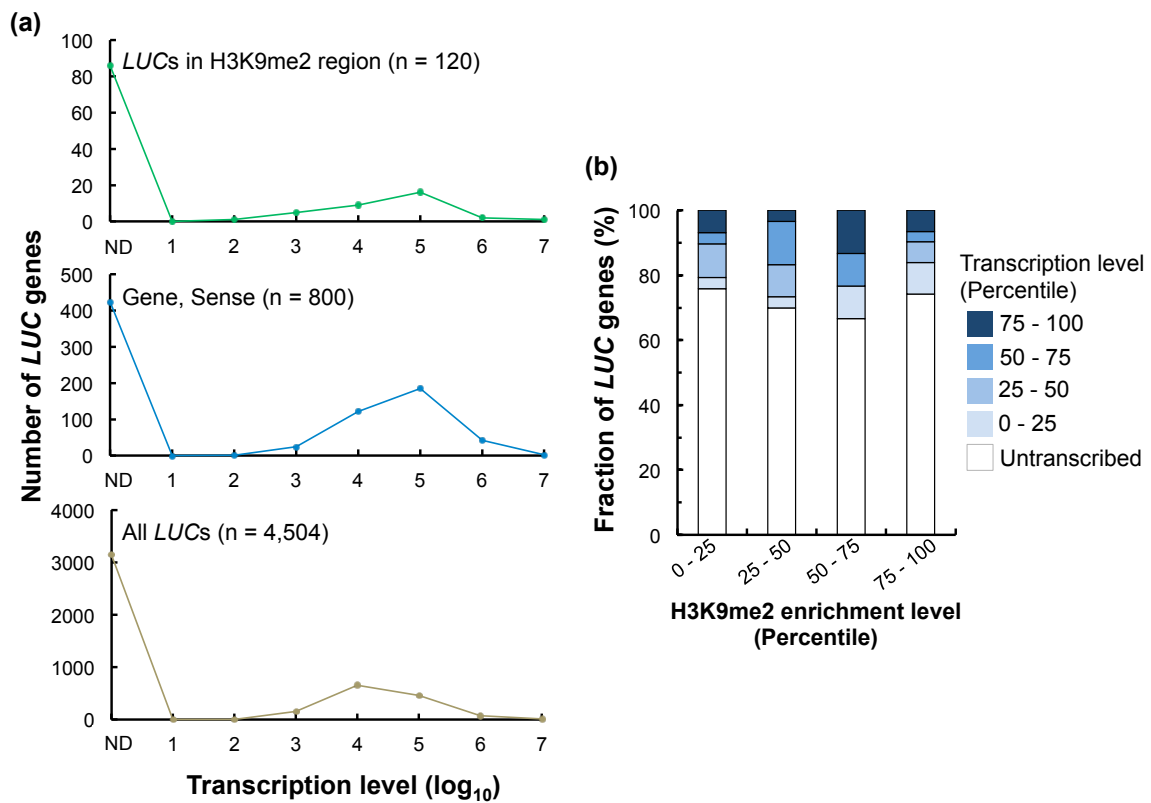 (a)
Number of LUC genes
100
80
60
40
20
0
LUCs in H3K9me2 region (n = 120)
ND 1 2 3 4 5 6 7
500
400
300
200
100
0
Gene, Sense (n = 800)
ND 1 2 3 4 5 6 7
4000
3000
2000
1000
0
All LUCs (n = 4,504)
ND 1 2 3 4 5 6 7
Transcription level (log10)
(b)
Fraction of LUC genes (%)
100
80
60
40
20
0
0 - 25
25 - 50
50 - 75
75 - 100
H3K9me2 enrichment level
(Percentile)
Transcription level
(Percentile)
75 - 100
50 - 75
25 - 50
0 - 25
Untranscribed